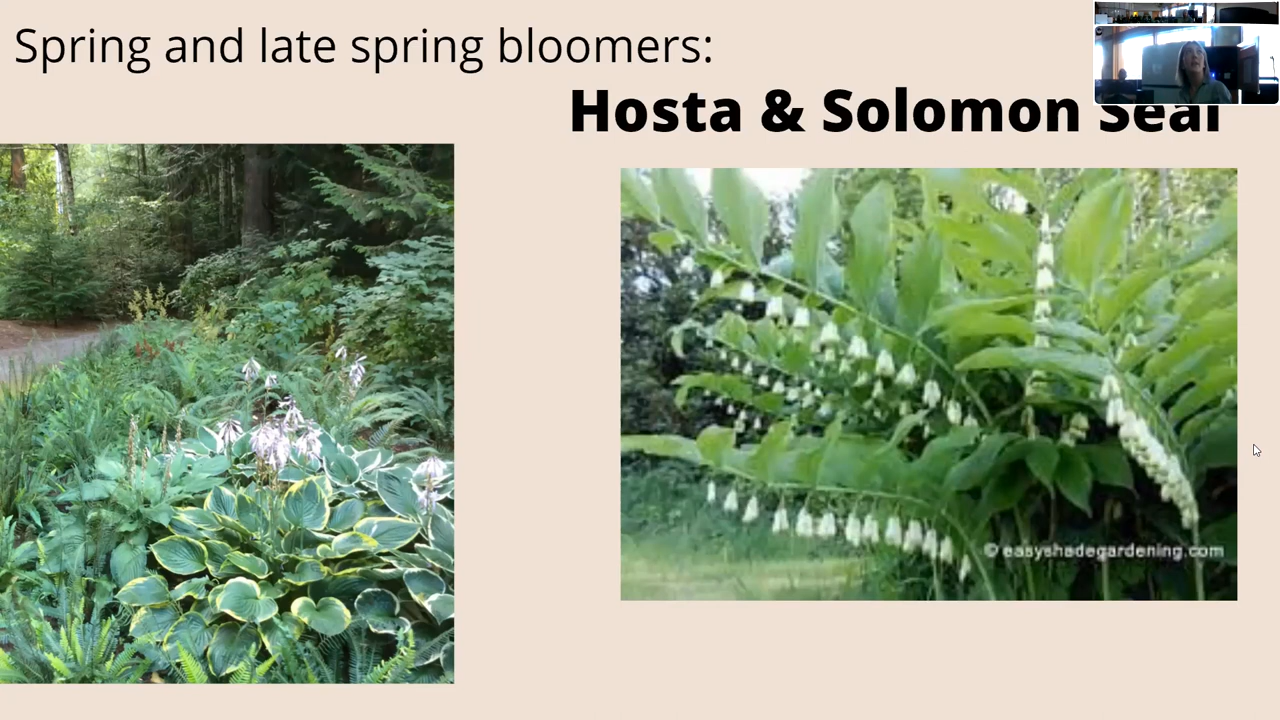 Spring and late spring bloomers:
Hosta & Solomon Seal
© easyshadegardening.com